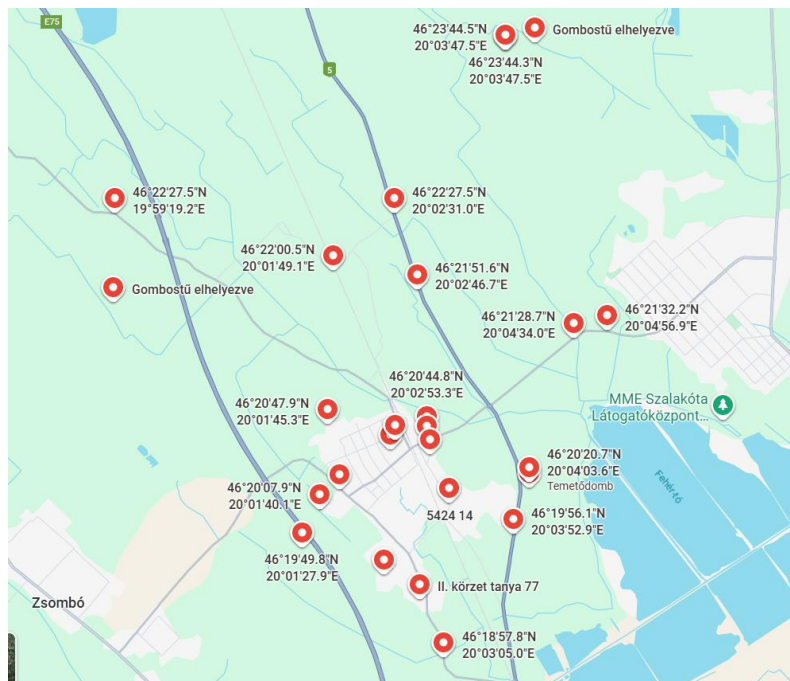 E75
46°23'44.5"N
20°03'47.5"E
Gombostű elhelyezve
46°23'44.3"N
20°03'47.5"E
5
46°22'27.5"N
19°59'19.2"E
46°22'27.5"N
20°02'31.0"E
46°22'00.5"N
20°01'49.1"E
46°21'51.6"N
20°02'46.7"E
Gombostű elhelyezve
46°21'28.7"N
20°04'34.0"E
46°21'32.2"N
20°04'56.9"E
46°20'44.8"N
20°02'53.3"E
46°20'47.9"N
20°01'45.3"E
MME Szalakóta
Látogatóközpont...
46°20'20.7"N
20°04'03.6"E
Temetődomb
Fehér-tó
46°20'07.9"N
20°01'40.1"E
5424 14
46°19'56.1"N
20°03'52.9"E
46°19'49.8"N
20°01'27.9"E
II. körzet tanya 77
Zsombó
46°18'57.8"N
20°03'05.0"E